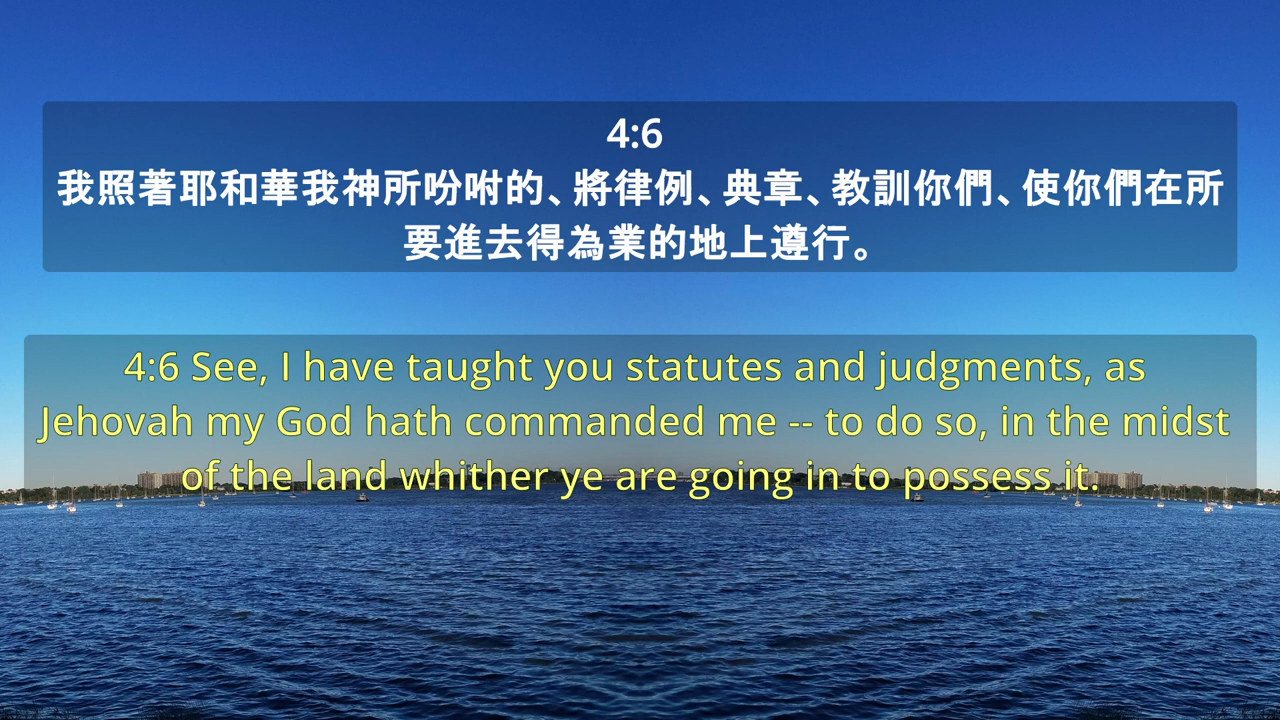 4:6
我照著耶和華我神所吩咐的、將律例、典章、教訓你們、使你們在所
要進去得為業的地上遵行。
4:6 See, I have taught you statutes and judgments, as
Jehovah my God hath commanded me -- to do so, in the midst
of the land whither ye are going in to possess it.